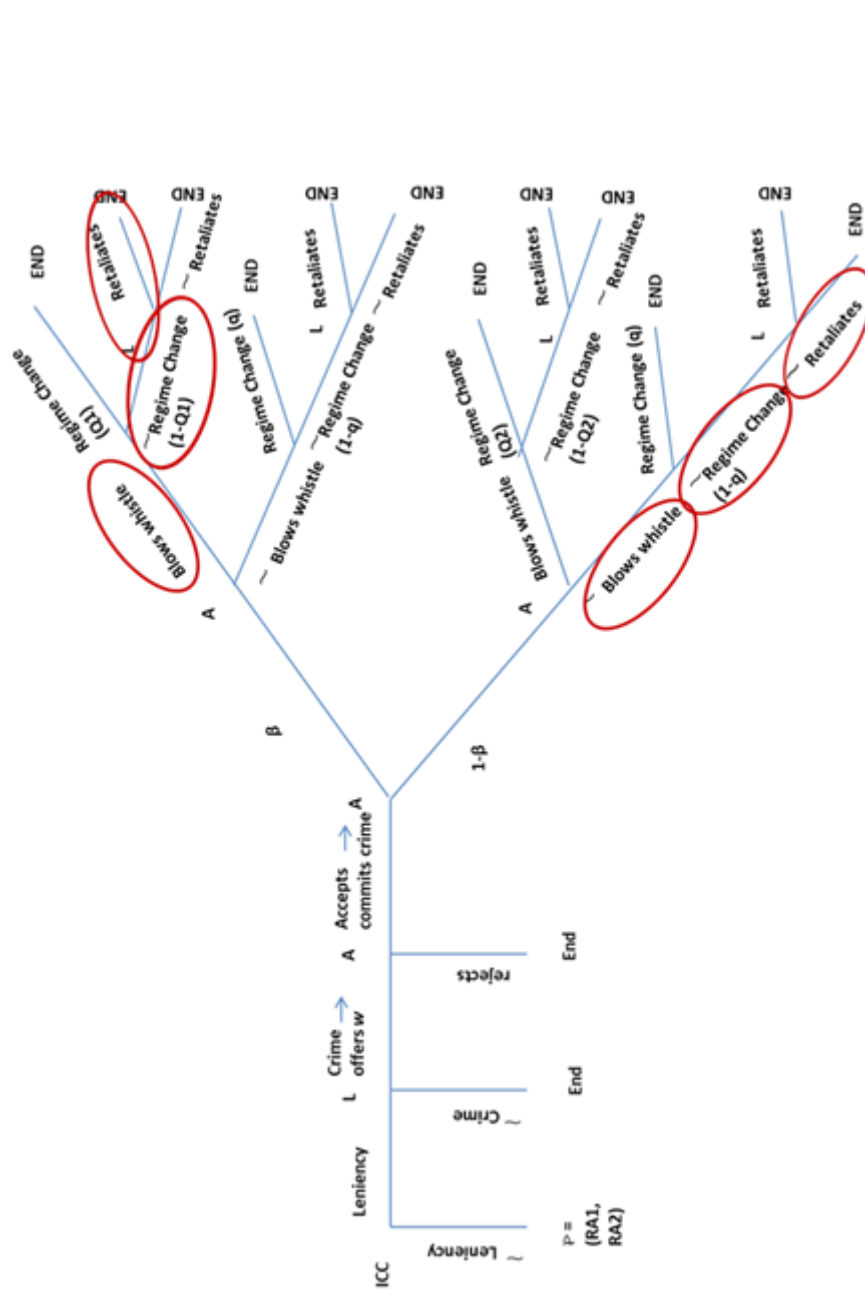 ICC
~ Leniency
Leniency
ᵽ =
(RA1,
RA2)
L
~ Crime
End
Crime →
offers w
A
rejects
End
Accepts →
commits crime
A
β
1-β
A
Blows whistle
Regime Change
(Q1)
END
~Regime Change
(1-Q1)
L
Retaliates
END
~ Retaliates
END
~ Blows whistle
Regime Change (q)
END
~Regime Change
(1-q)
L
Retaliates
END
~ Retaliates
END
A
Blows whistle
Regime Change
(Q2)
END
~Regime Change
(1-Q2)
L
Retaliates
END
~ Retaliates
END
~ Blows whistle
Regime Change (q)
END
~Regime Change
(1-q)
L
Retaliates
END
~ Retaliates
END